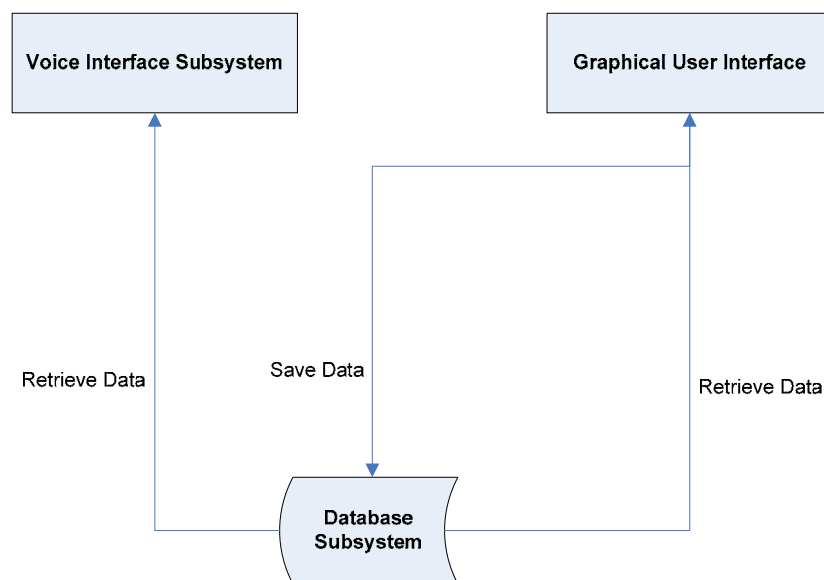 Voice Interface Subsystem
Graphical User Interface
Save Data
Retrieve Data
Retrieve Data
Database
Subsystem